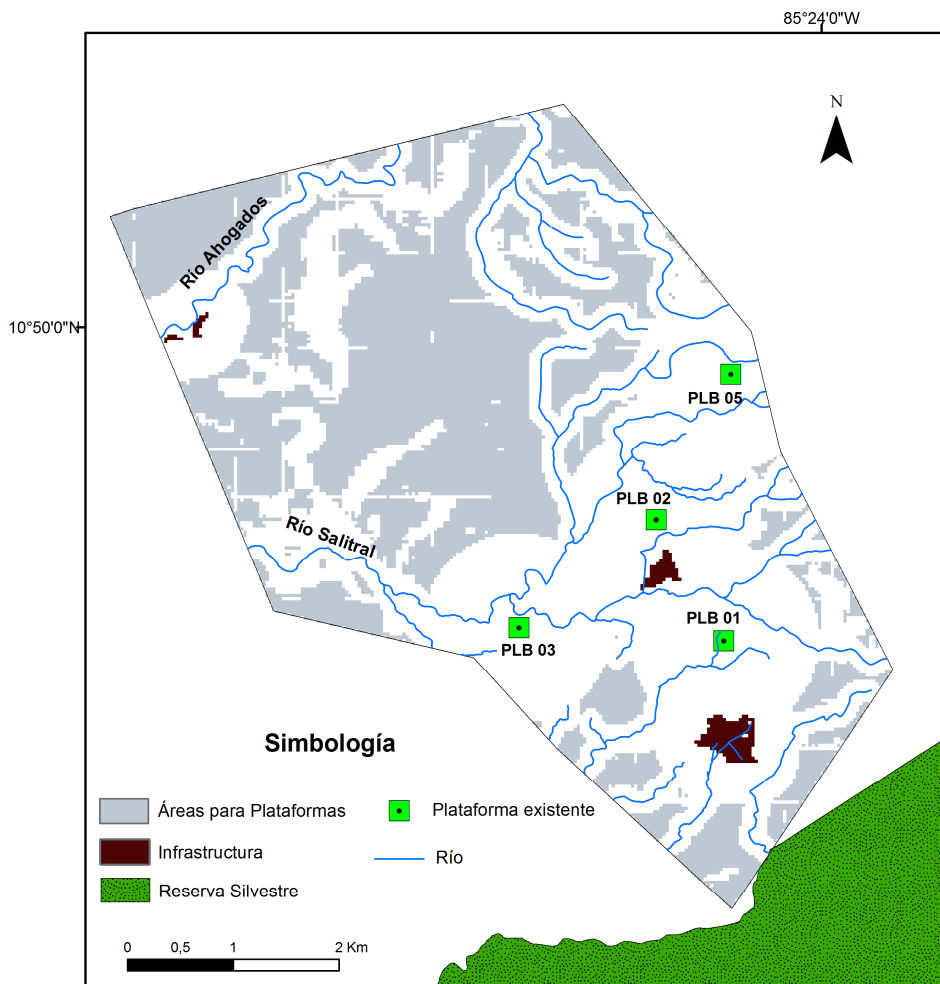 85°24'0"W
N
Río Ahogados
10°50'0"N
PLB 05
PLB 02
Río Salitral
PLB 01
PLB 03
Simbología
Áreas para Plataformas
Plataforma existente
Infrastructura
Río
Reserva Silvestre
0 0,5 1 2 Km